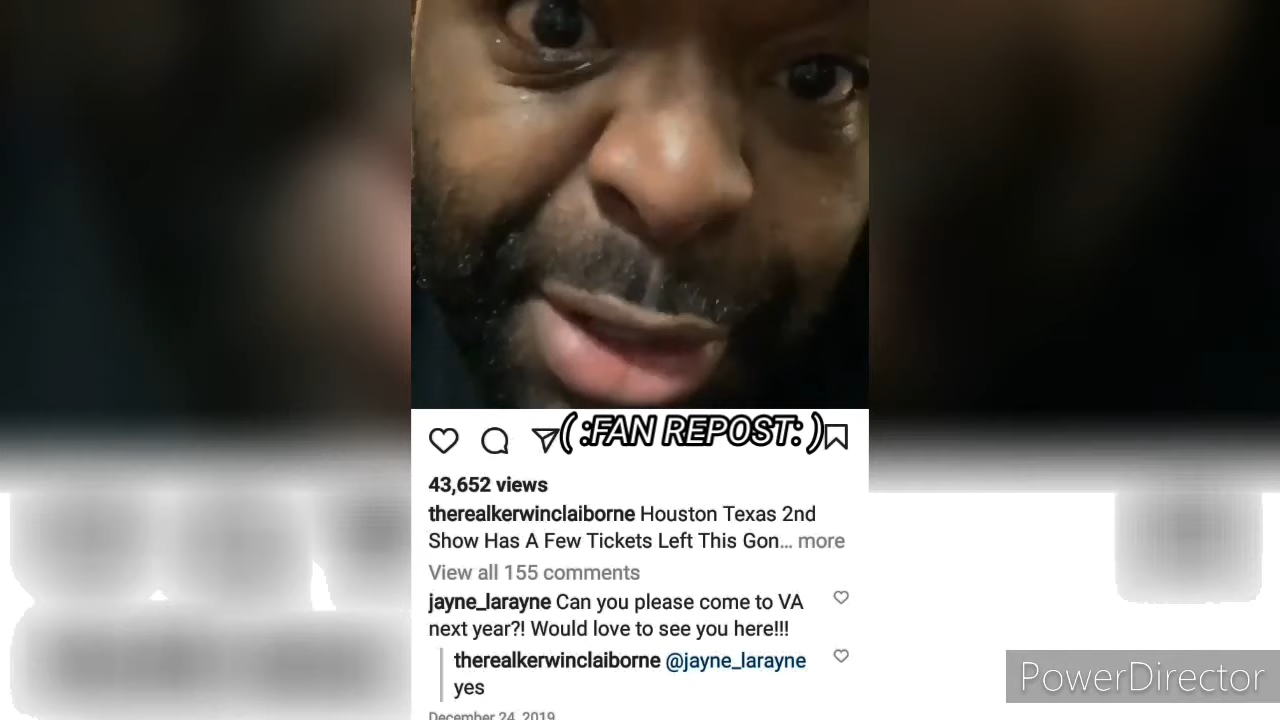 ( :FAN REPOST: )
43,652 views
therealkerwinclaiborne Houston Texas 2nd
Show Has A Few Tickets Left This Gon... more
View all 155 comments
jayne_larayne Can you please come to VA
next year?! Would love to see you here!!!
therealkerwinclaiborne @jayne_larayne
yes
December 24, 2019
PowerDirector